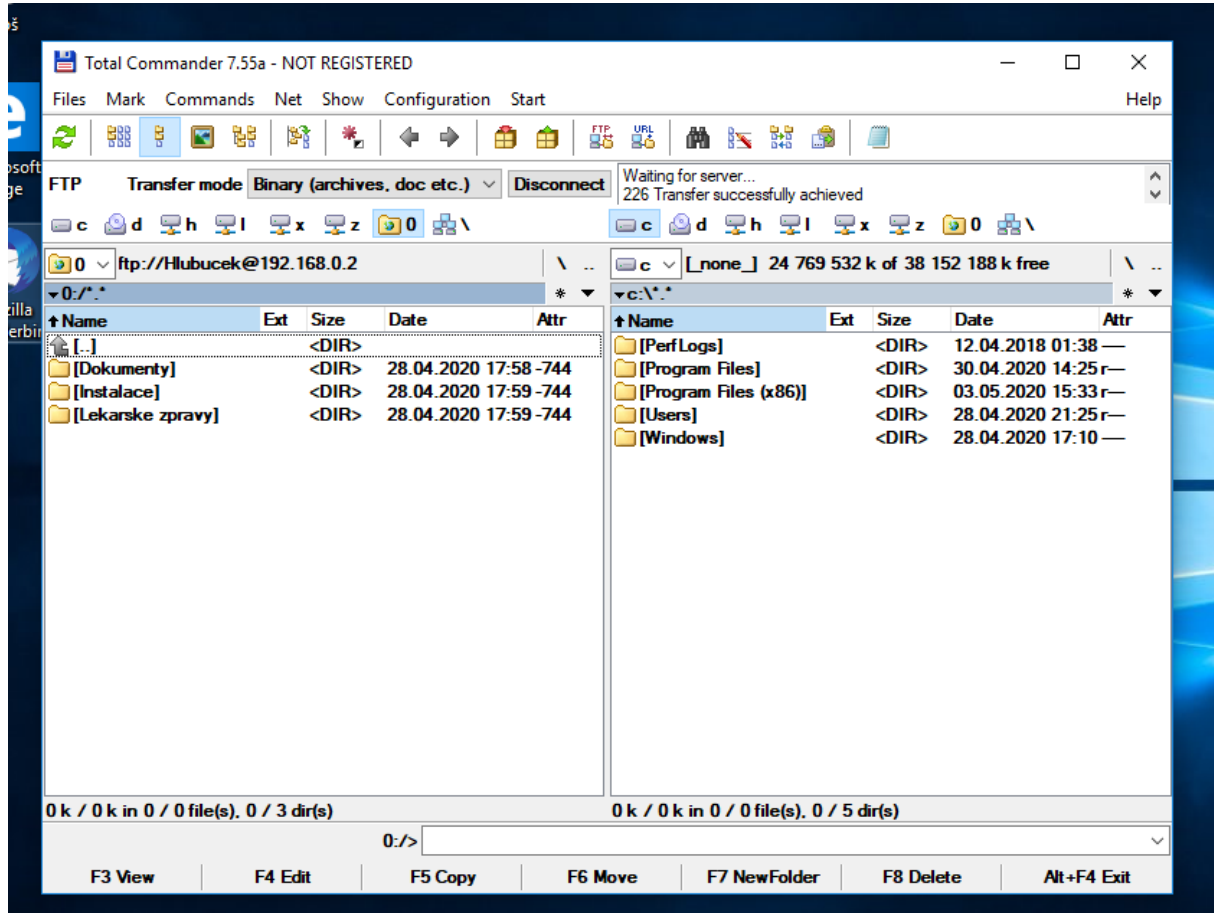 oš
Total Commander 7.55a - NOT REGISTERED
Files Mark Commands Net Show Configuration Start Help
FTP URL
FTP Transfer mode Binary (archives, doc etc.) Disconnect
Waiting for server...
226 Transfer successfully achieved
osoft
ge
c d h l x z 0 \ c d h l x z 0 \
0 ftp://Hlubucek@192.168.0.2 \ .. c [_none_] 24 769 532 k of 38 152 188 k free \ ..
0:/*.* * c:\*.* *
zilla
erbir
Name Ext Size Date Attr
[..] <DIR>
[Dokumenty] <DIR> 28.04.2020 17:58 -744
[Instalace] <DIR> 28.04.2020 17:59 -744
[Lekarske zpravy] <DIR> 28.04.2020 17:59 -744
0 k / 0 k in 0 / 0 file(s), 0 / 3 dir(s)
Name Ext Size Date Attr
[PerfLogs] <DIR> 12.04.2018 01:38 ----
[Program Files] <DIR> 30.04.2020 14:25 r---
[Program Files (x86)] <DIR> 03.05.2020 15:33 r---
[Users] <DIR> 28.04.2020 21:25 r---
[Windows] <DIR> 28.04.2020 17:10 ----
0 k / 0 k in 0 / 0 file(s), 0 / 5 dir(s)
0:/>
F3 View F4 Edit F5 Copy F6 Move F7 NewFolder F8 Delete Alt+F4 Exit